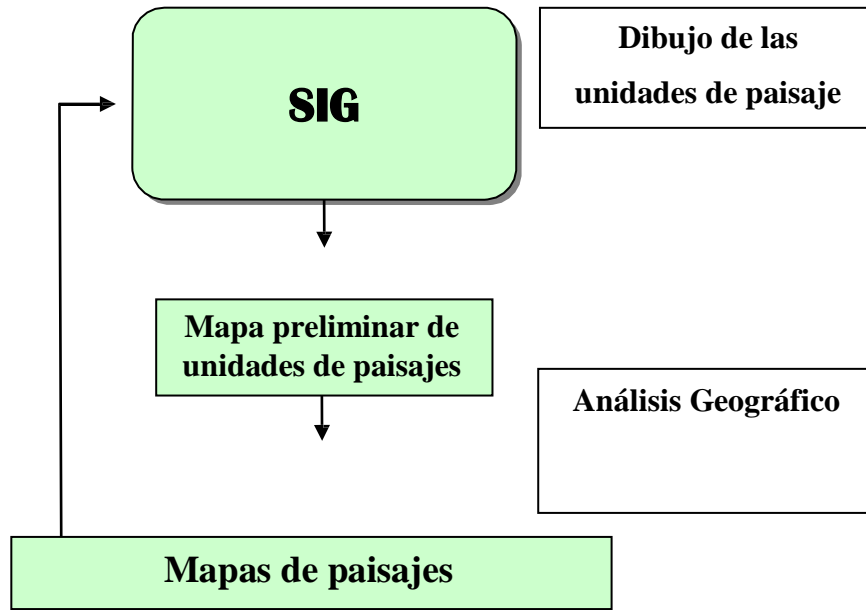 SIG
Dibujo de las
unidades de paisaje
Mapa preliminar de
unidades de paisajes
Análisis Geográfico
Mapas de paisajes